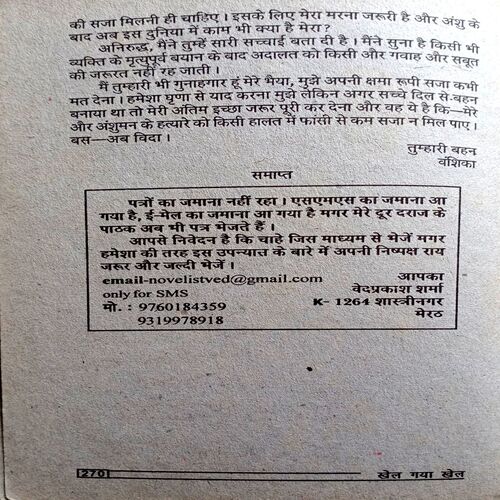 की सजा मिलनी ही चाहिए। इसके लिए मेरा मरना जरूरी है और अंशु के
बाद अब इस दुनिया में काम भी क्या है मेरा?
अनिरुद्ध, मैंने तुम्हें सारी सच्चाई बता दी है। मैंने सुना है किसी भी
व्यक्ति के मृत्युपूर्व बयान के बाद अदालत को किसी और गवाह और सबूत
की जरूरत नहीं रह जाती।
मैं तुम्हारी भी गुनाहगार हूं मेरे भैया, मुझे अपनी क्षमा रूपी सजा कभी
मत देना। हमेशा घृणा से याद करना मुझे लेकिन अगर सच्चे दिल से बहन
बनाया था तो मेरी अंतिम इच्छा जरूर पूरी कर देना और वह ये है कि—मेरे
और अंशुमन के हत्यारे को किसी हालत में फांसी से कम सजा न मिल पाए।
बस—अब विदा।
तुम्हारी बहन
वंशिका
समाप्त
पत्रों का जमाना नहीं रहा। एसएमएस का जमाना आ
गया है, ई-मेल का जमाना आ गया है मगर मेरे दूर दराज के
पाठक अब भी पत्र भेजते हैं।
आपसे निवेदन है कि चाहे जिस माध्यम से भेजें मगर
हमेशा की तरह इस उपन्यास के बारे में अपनी निष्पक्ष राय
जरूर और जल्दी भेजें।
email-novelistved@gmail.com आपका
only for SMS वेदप्रकाश शर्मा
मो. : 9760184359 K- 1264 शास्त्रीनगर
9319978918 मेरठ
270 खेल गया खेल